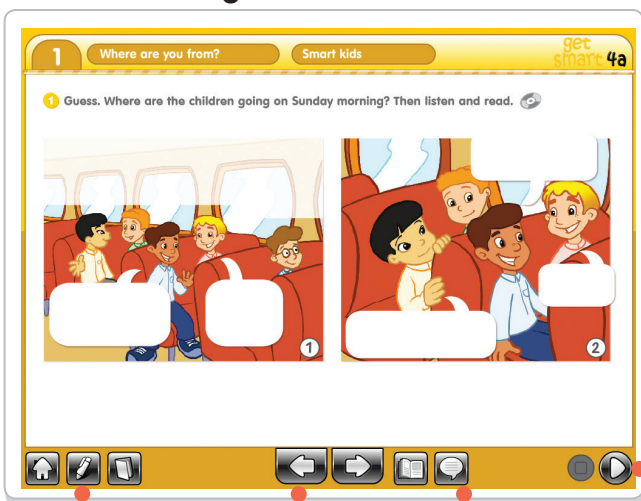 1
Where are you from?
Smart kids
get
smart 4a
1 Guess. Where are the children going on Sunday morning? Then listen and read.
1
2